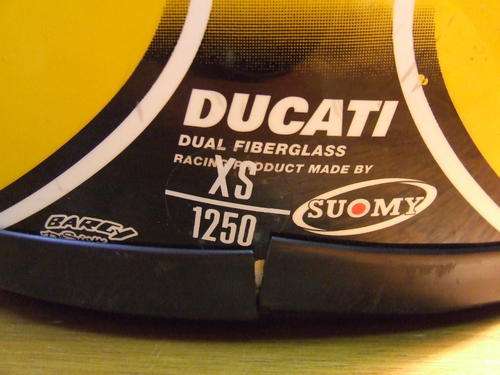 DUCATI
DUAL FIBERGLASS
RACING PRODUCT MADE BY
XS
1250
SUOMY